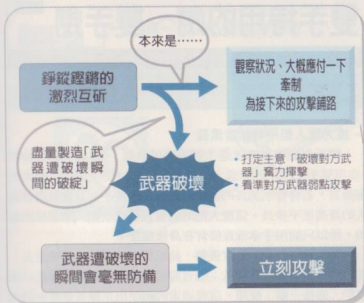 本來是……
錚鏦鏗鏘的
激烈互斫
觀察狀況、大概應付一下
牽制
為接下來的攻擊鋪路
盡量製造「武
器遭破壞瞬
間的破綻」
武器破壞
・打定主意「破壞對方武
器」奮力揮擊
・看準對方武器弱點攻擊
武器遭破壞的
瞬間會毫無防備
立刻攻擊